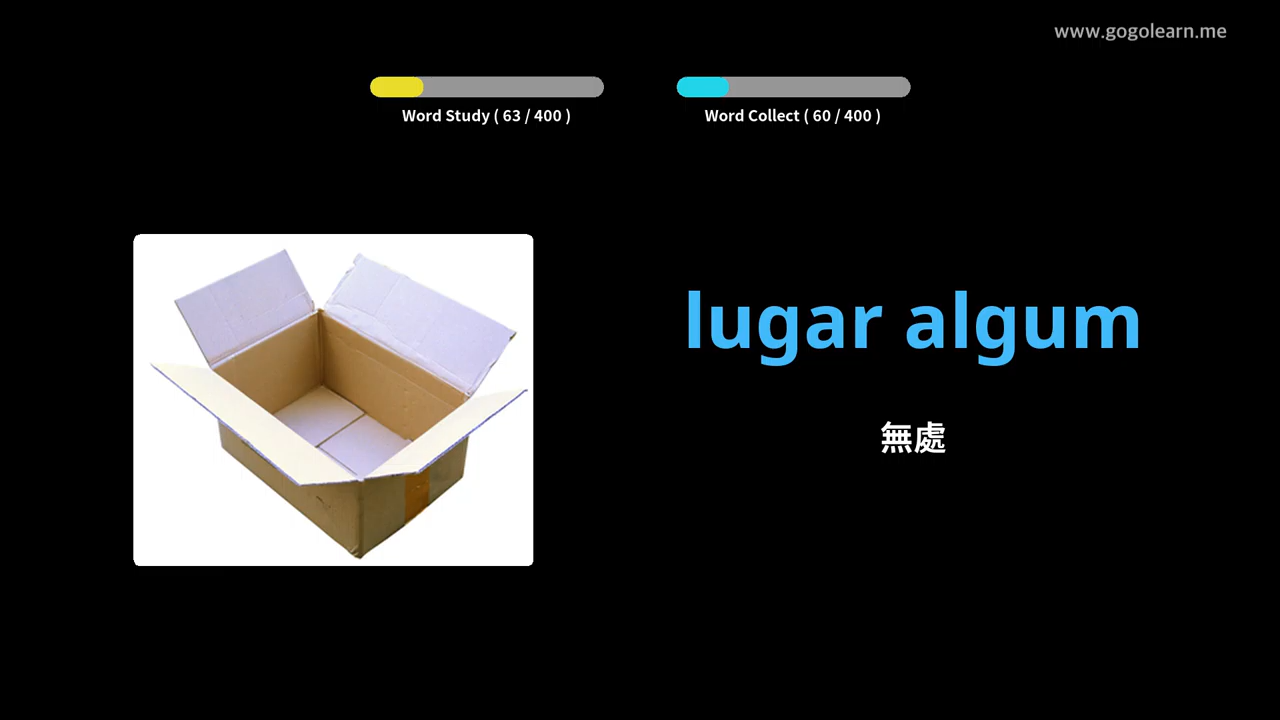 www.gogolearn.me
Word Study ( 63 / 400 )
Word Collect ( 60 / 400 )
lugar algum
無處